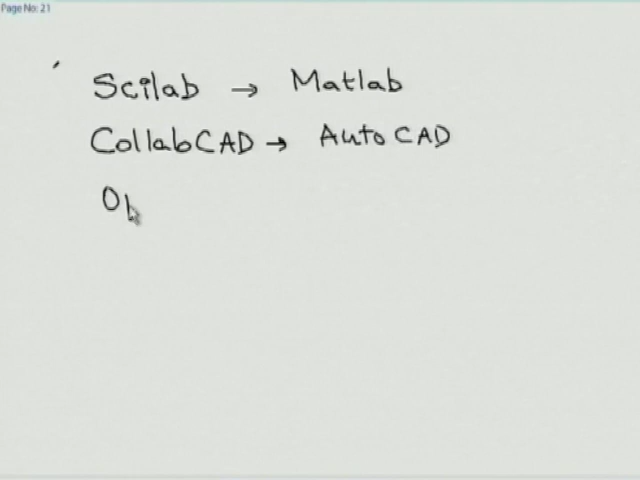 Page No: 21
Scilab → Matlab
CollabCAD → AutoCAD